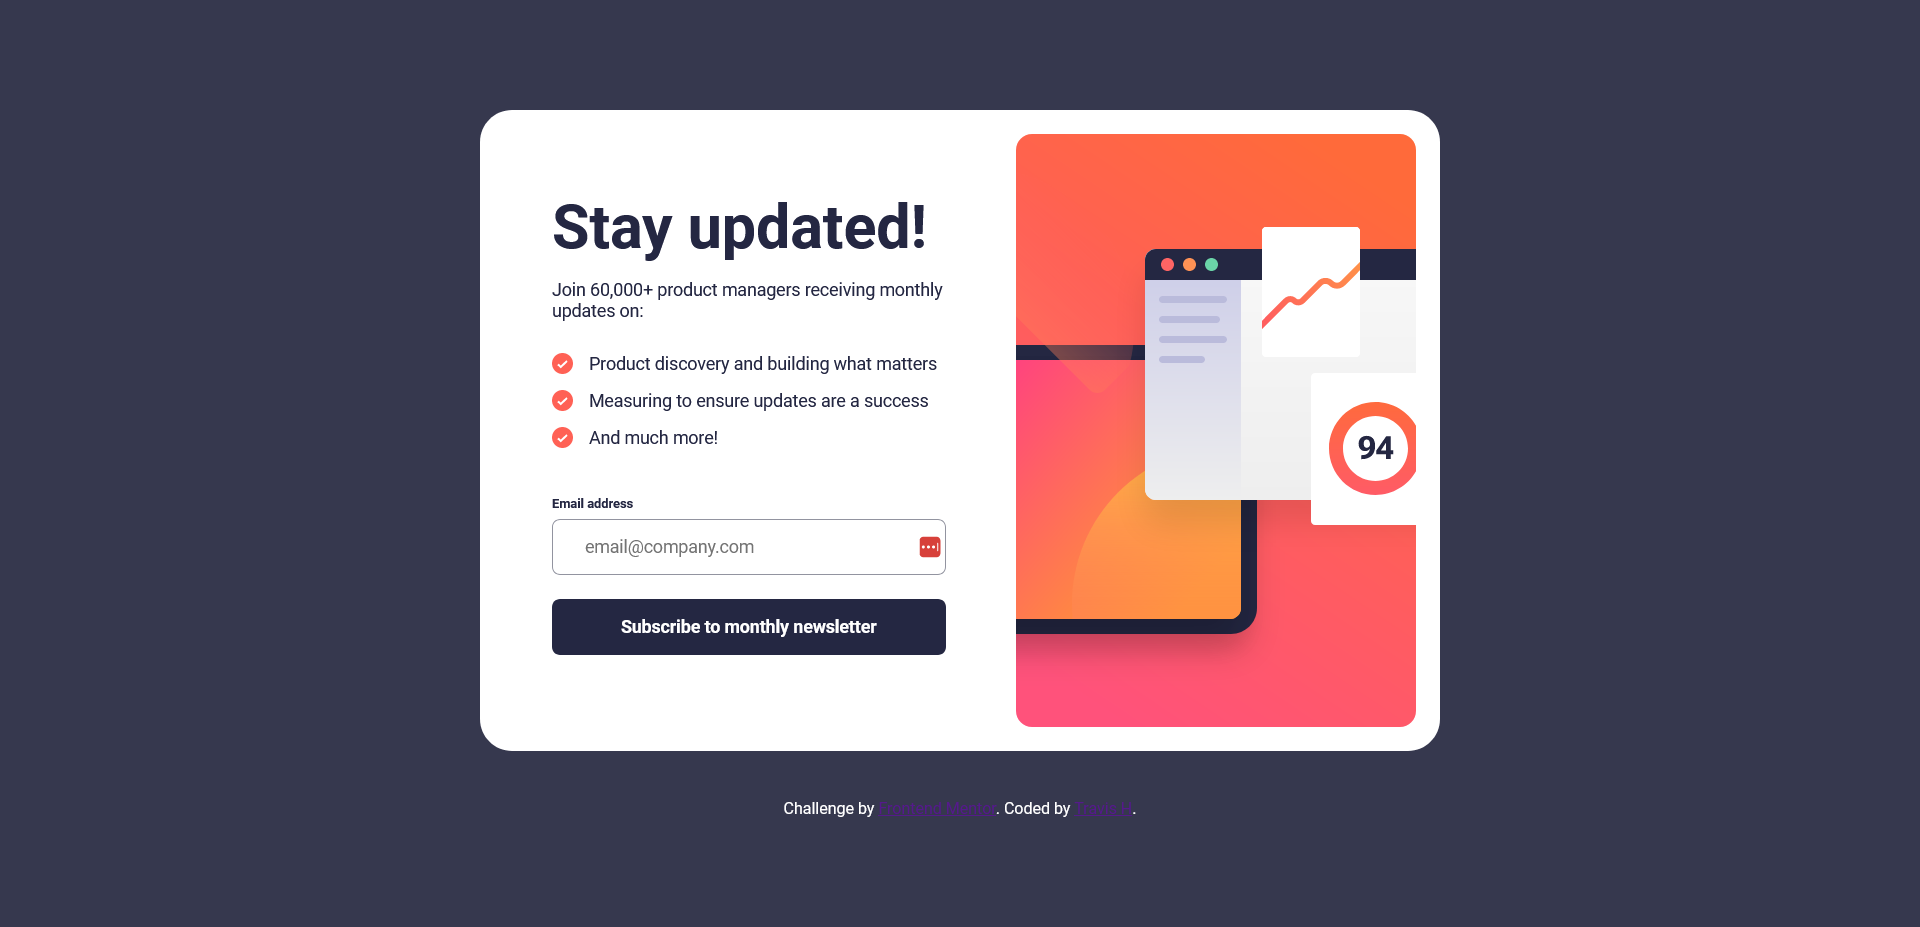 Stay updated!
Join 60,000+ product managers receiving monthly
updates on:
Product discovery and building what matters
Measuring to ensure updates are a success
And much more!
Email address
email@company.com
Subscribe to monthly newsletter
94
Challenge by Frontend Mentor. Coded by .